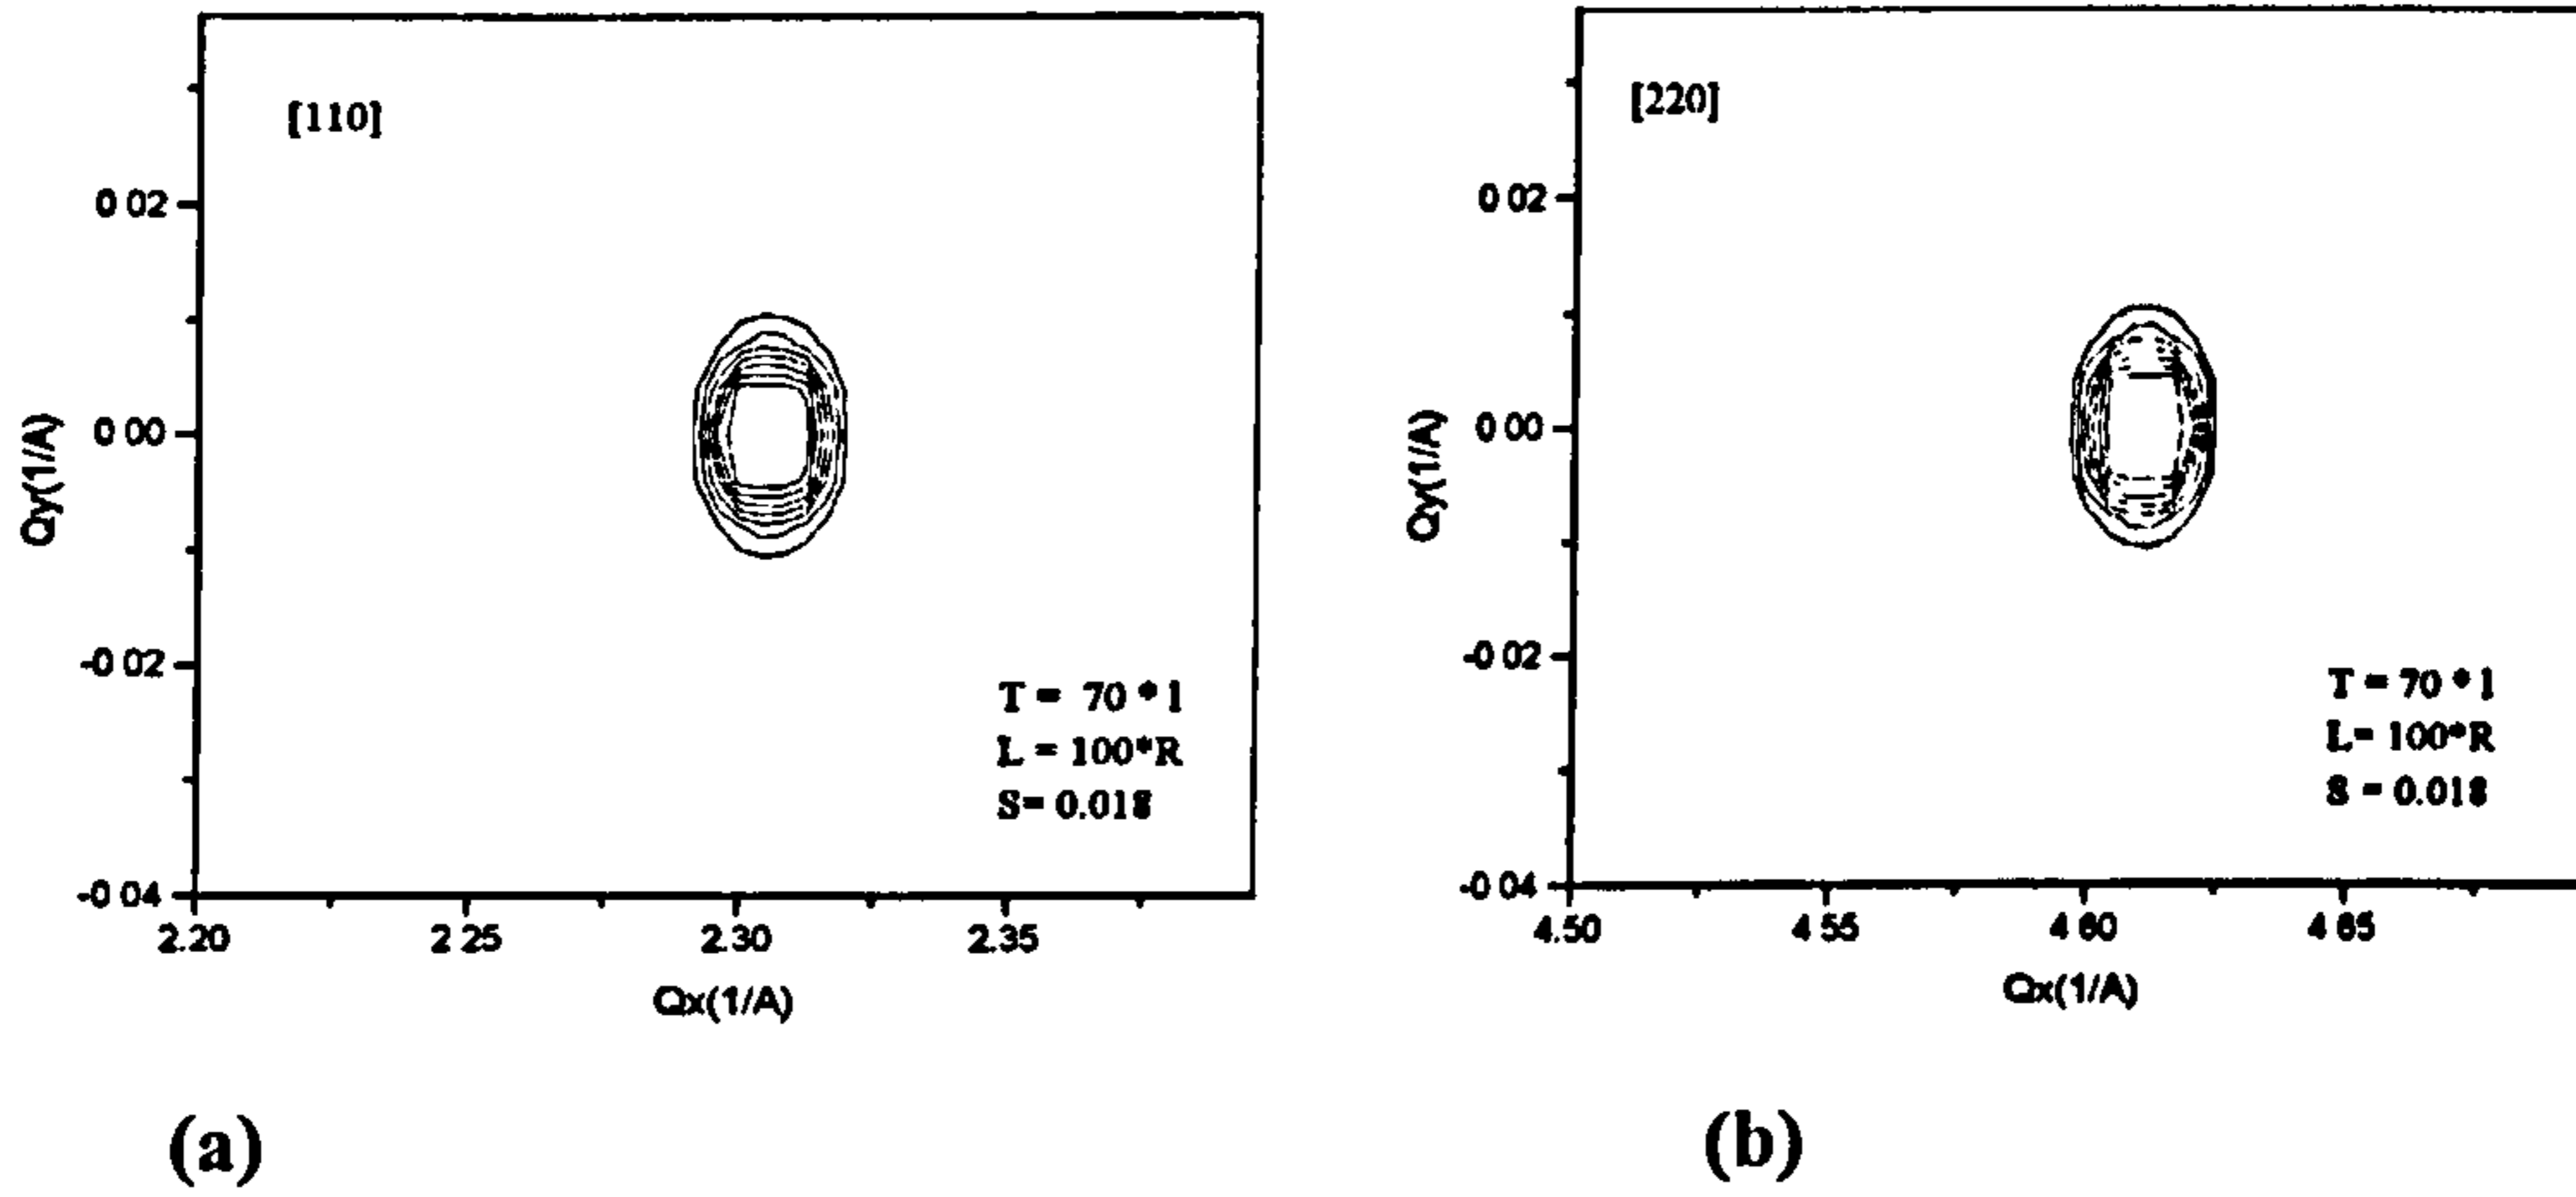 [110]
0 02
0 00
-0 02
-0 04
Qy(1/A)
T = 70 * 1
L = 100*R
S= 0.018
2.20 2 25 2.30 2.35
Qx(1/A)
(a)
[220]
0 02
0 00
-0 02
-0 04
Qy(1/A)
T = 70 * 1
L= 100*R
S = 0.018
4.50 4 55 4 60 4 65
Qx(1/A)
(b)